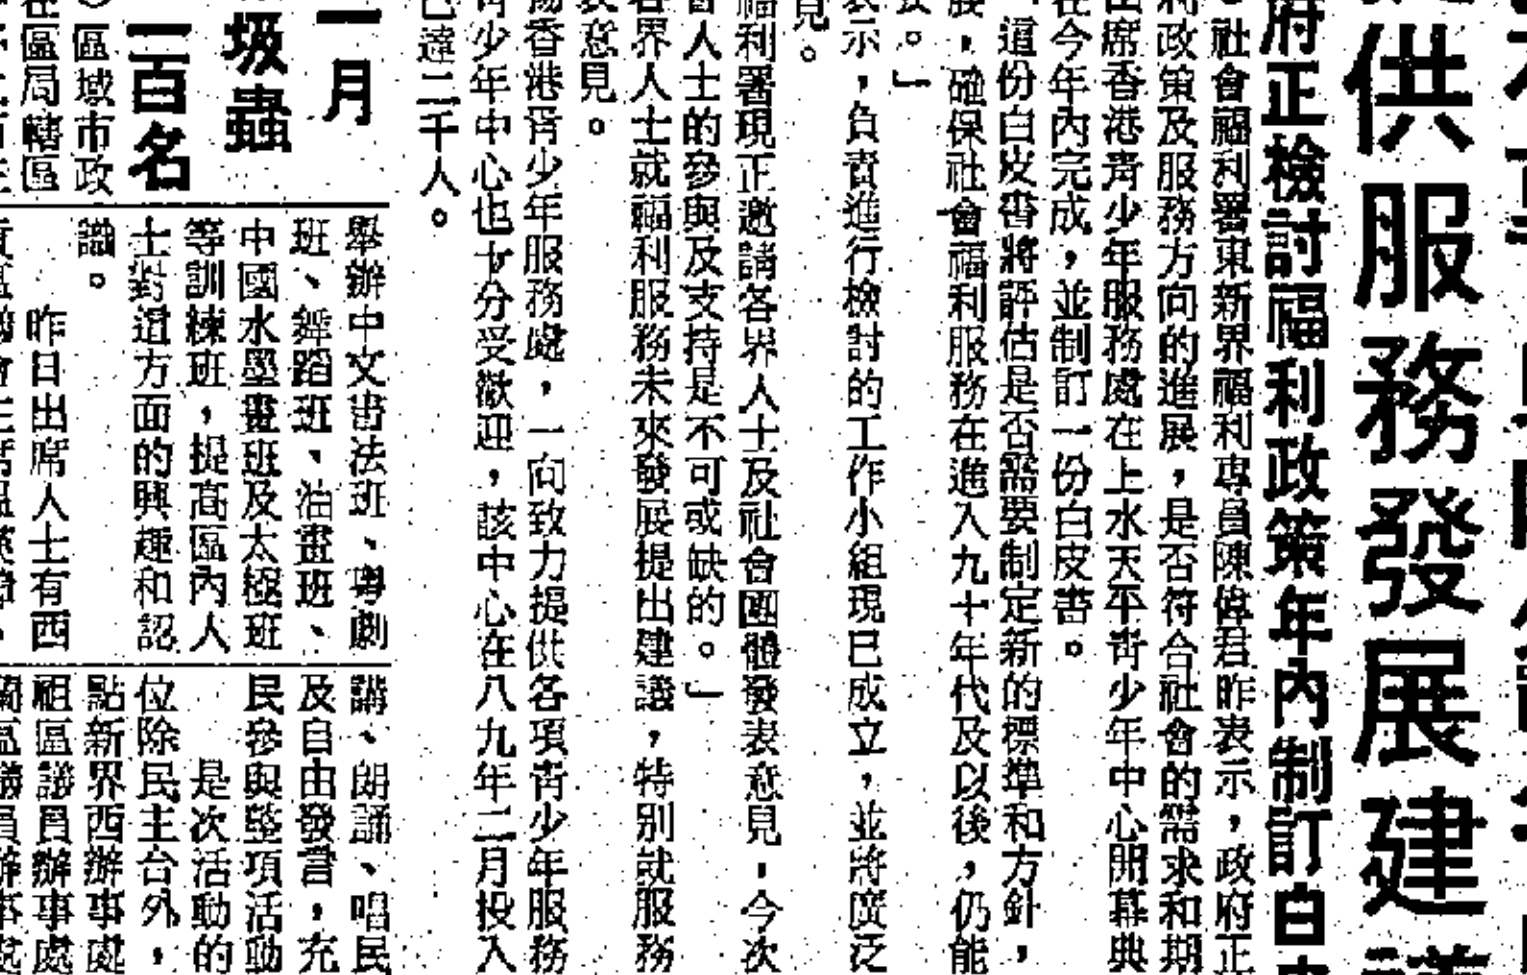 供服務發展建議
府正檢討福利政策年內制訂白
社會福利署東新界福利專員陳偉君昨表示，政府正
利政策及服務方向的進展，是否符合社會的需求和期
出席香港青少年服務處在上水天平青少年中心開幕典
在今年內完成，並制訂一份白皮書。
「這份白皮書將評估是否需要制定新的標準和方針，
展，確保社會福利服務在進入九十年代及以後，仍能
。」
表示，負責進行檢討的工作小組現已成立，並將廣泛
見。
福利署現正邀請各界人士及社會團體發表意見，今次
人士的參與及支持是不可或缺的。」
各界人士就福利服務未來發展提出建議，特別就服務
表意見。
香港青少年服務處，一向致力提供各項青少年服務
青少年中心也十分受歡迎，該中心在八九年二月投入
已達二千人。
一月
圾蟲
一百名
區域市政
在區局轄區
舉辦中文書法班、粵劇
班、舞蹈班、油畫班、
中國水墨畫班及太極班
等訓練班，提高區內人
士對這方面的興趣和認
識。
昨日出席人士有西
講、朗誦、唱民
及自由發言，充
民參與整項活動
是次活動的
位除民主台外，
點新界西辦事處
祖區議員辦事處